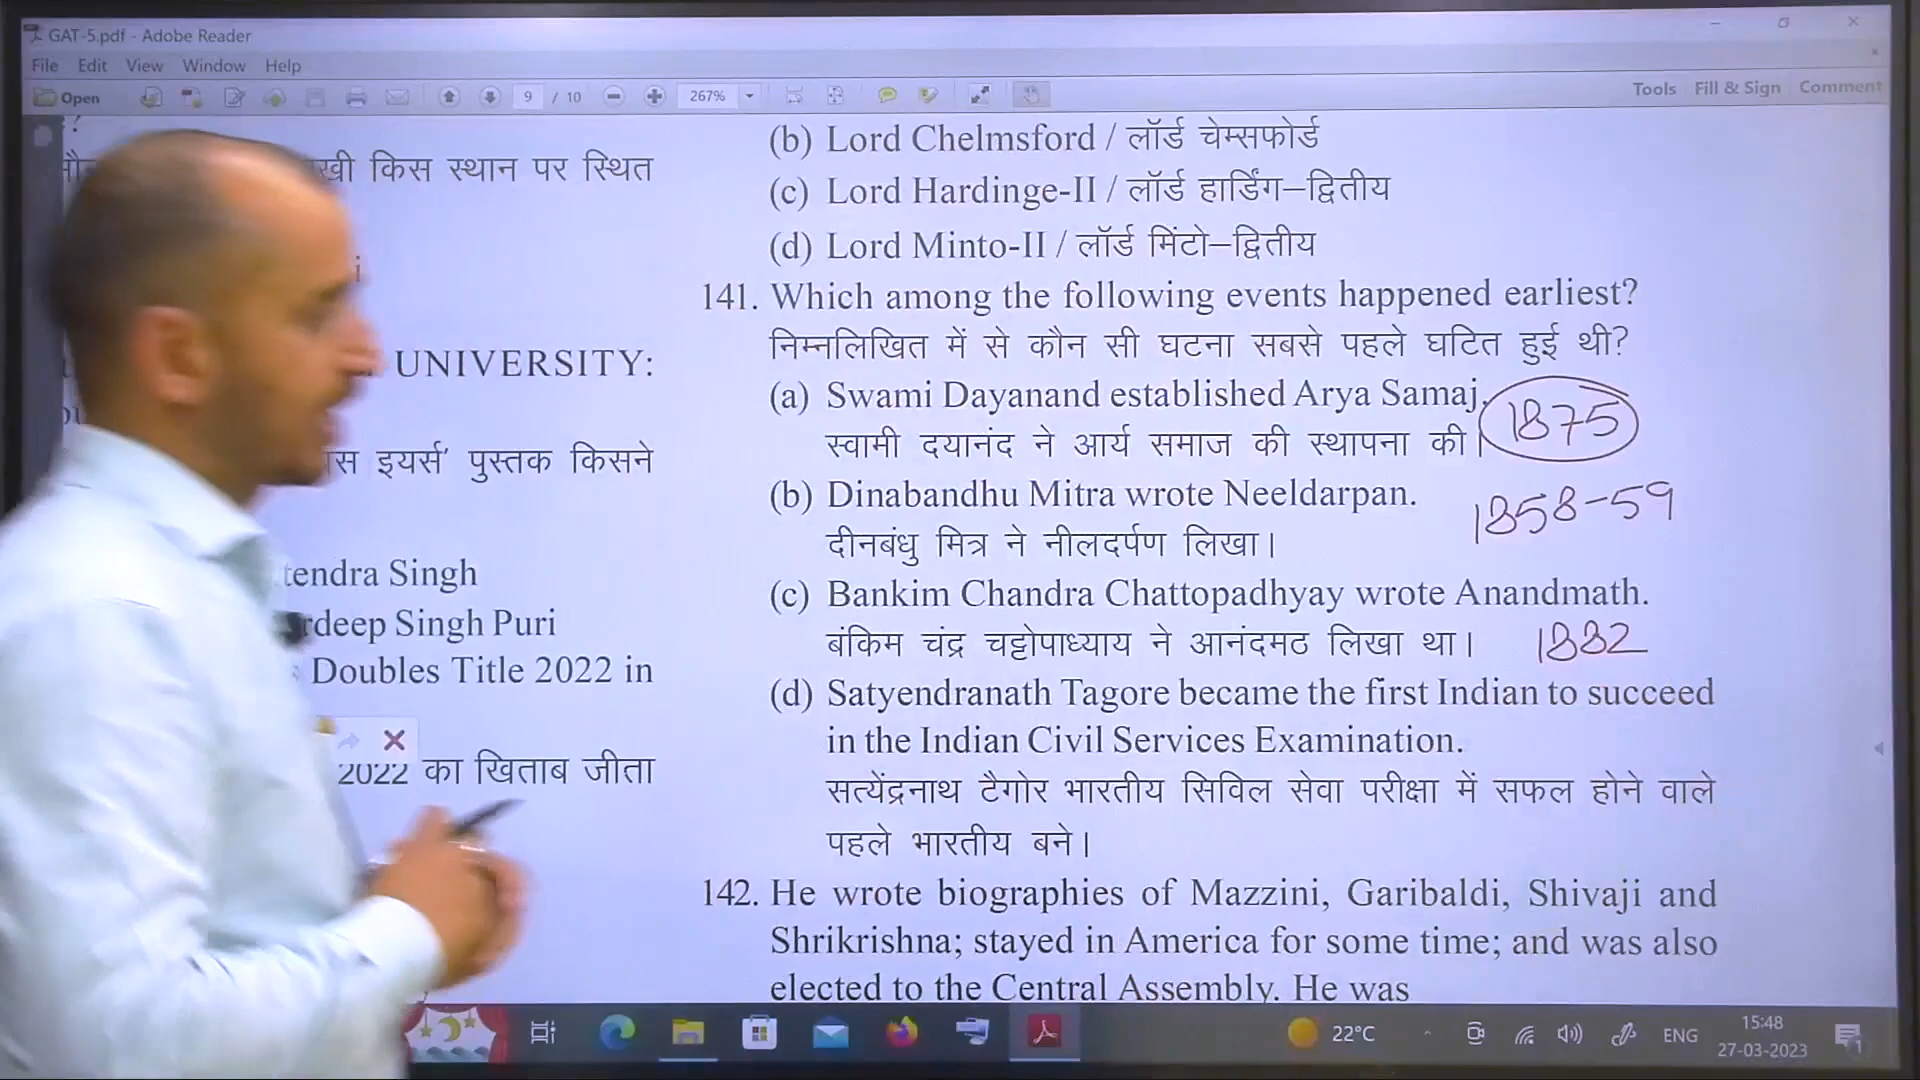 GAT-5.pdf - Adobe Reader
File Edit View Window Help
Open 9 / 10 267% Tools Fill & Sign Comment
खी किस स्थान पर स्थित
UNIVERSITY:
स इयर्स' पुस्तक किसने
tendra Singh
rdeep Singh Puri
Doubles Title 2022 in
2022 का खिताब जीता
(b) Lord Chelmsford / लॉर्ड चेम्सफोर्ड
(c) Lord Hardinge-II / लॉर्ड हार्डिंग–द्वितीय
(d) Lord Minto-II / लॉर्ड मिंटो–द्वितीय
141. Which among the following events happened earliest?
निम्नलिखित में से कौन सी घटना सबसे पहले घटित हुई थी?
(a) Swami Dayanand established Arya Samaj.
स्वामी दयानंद ने आर्य समाज की स्थापना की। 1875
(b) Dinabandhu Mitra wrote Neeldarpan. 1858-59
दीनबंधु मित्र ने नीलदर्पण लिखा।
(c) Bankim Chandra Chattopadhyay wrote Anandmath.
बंकिम चंद्र चट्टोपाध्याय ने आनंदमठ लिखा था। 1882
(d) Satyendranath Tagore became the first Indian to succeed
in the Indian Civil Services Examination.
सत्येंद्रनाथ टैगोर भारतीय सिविल सेवा परीक्षा में सफल होने वाले
पहले भारतीय बने।
142. He wrote biographies of Mazzini, Garibaldi, Shivaji and
Shrikrishna; stayed in America for some time; and was also
elected to the Central Assembly. He was
22°C ENG 15:48
27-03-2023 1